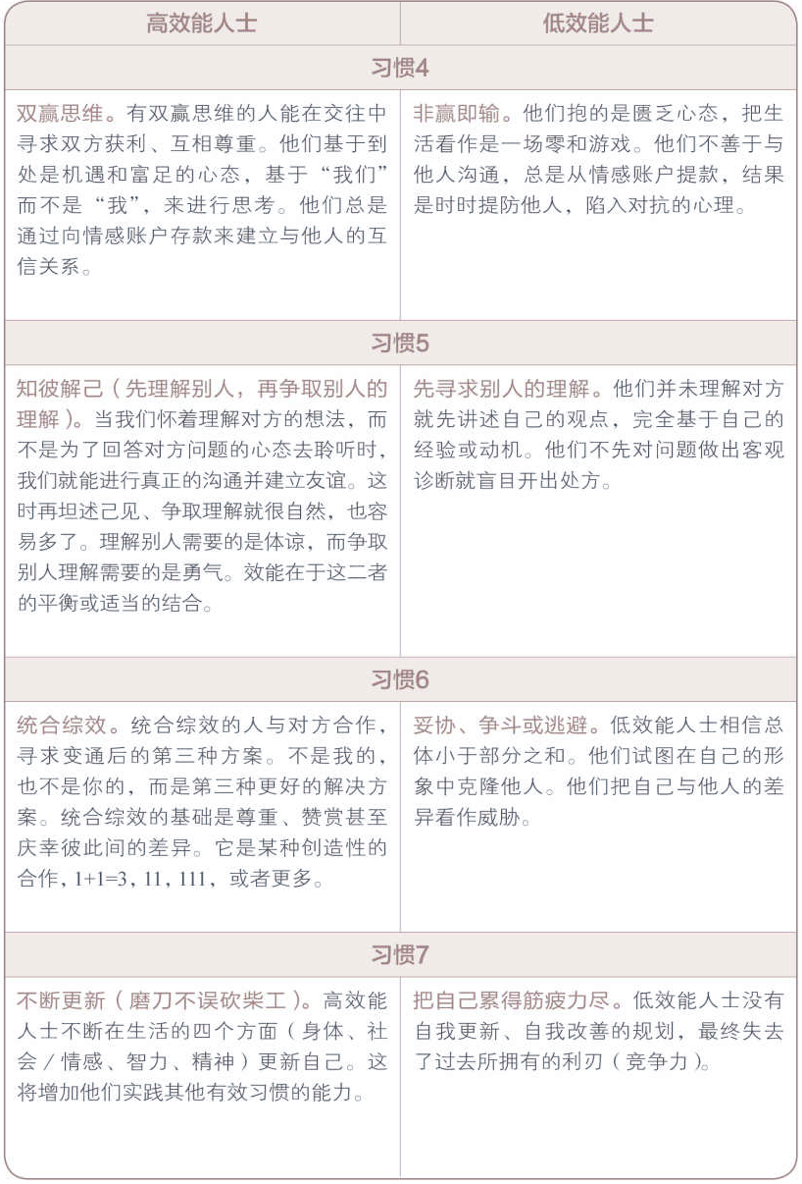 高效能人士
低效能人士
习惯4
双赢思维。有双赢思维的人能在交往中
寻求双方获利、互相尊重。他们基于到
处是机遇和富足的心态，基于“我们”
而不是“我”，来进行思考。他们总是
通过向情感账户存款来建立与他人的互
信关系。
非赢即输。他们抱的是匮乏心态，把生
活看作是一场零和游戏。他们不善于与
他人沟通，总是从情感账户提款，结果
是时时提防他人，陷入对抗的心理。
习惯5
知彼解己（先理解别人，再争取别人的
理解）。当我们怀着理解对方的想法，而
不是为了回答对方问题的心态去聆听时，
我们就能进行真正的沟通并建立友谊。这
时再坦述己见、争取理解就很自然，也容
易多了。理解别人需要的是体谅，而争取
别人理解需要的是勇气。效能在于这二者
的平衡或适当的结合。
先寻求别人的理解。他们并未理解对方
就先讲述自己的观点，完全基于自己的
经验或动机。他们不先对问题做出客观
诊断就盲目开出处方。
习惯6
统合综效。统合综效的人与对方合作，
寻求变通后的第三种方案。不是我的，
也不是你的，而是第三种更好的解决方
案。统合综效的基础是尊重、赞赏甚至
庆幸彼此间的差异。它是某种创造性的
合作，1+1=3，11，111，或者更多。
妥协、争斗或逃避。低效能人士相信总
体小于部分之和。他们试图在自己的形
象中克隆他人。他们把自己与他人的差
异看作威胁。
习惯7
不断更新（磨刀不误砍柴工）。高效能
人士不断在生活的四个方面（身体、社
会／情感、智力、精神）更新自己。这
将增加他们实践其他有效习惯的能力。
把自己累得筋疲力尽。低效能人士没有
自我更新、自我改善的规划，最终失去
了过去所拥有的利刃（竞争力）。